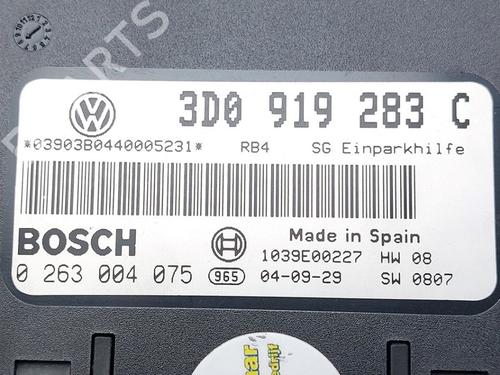 PARTS
3D0 919 283 C
*03903B0440005231* RB4 SG Einparkhilfe
BOSCH
Made in Spain
1039E00227 HW 08
0 263 004 075 965 04-09-29 SW 0807